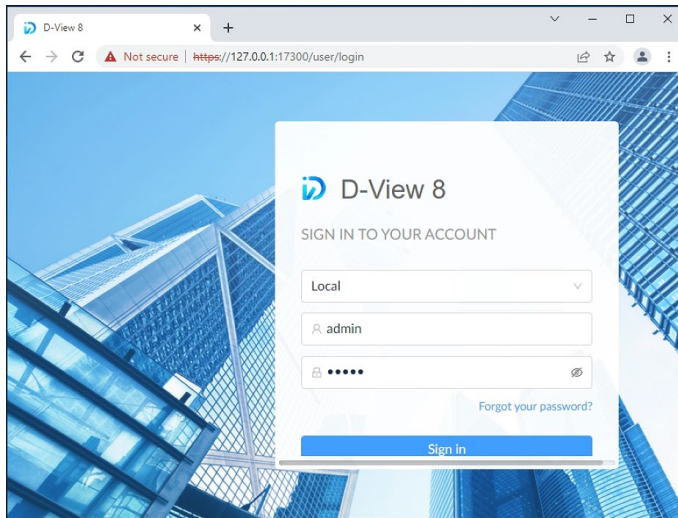 D-View 8
Not secure | https://127.0.0.1:17300/user/login
D-View 8
SIGN IN TO YOUR ACCOUNT
Local
admin
•••••
Forgot your password?
Sign in